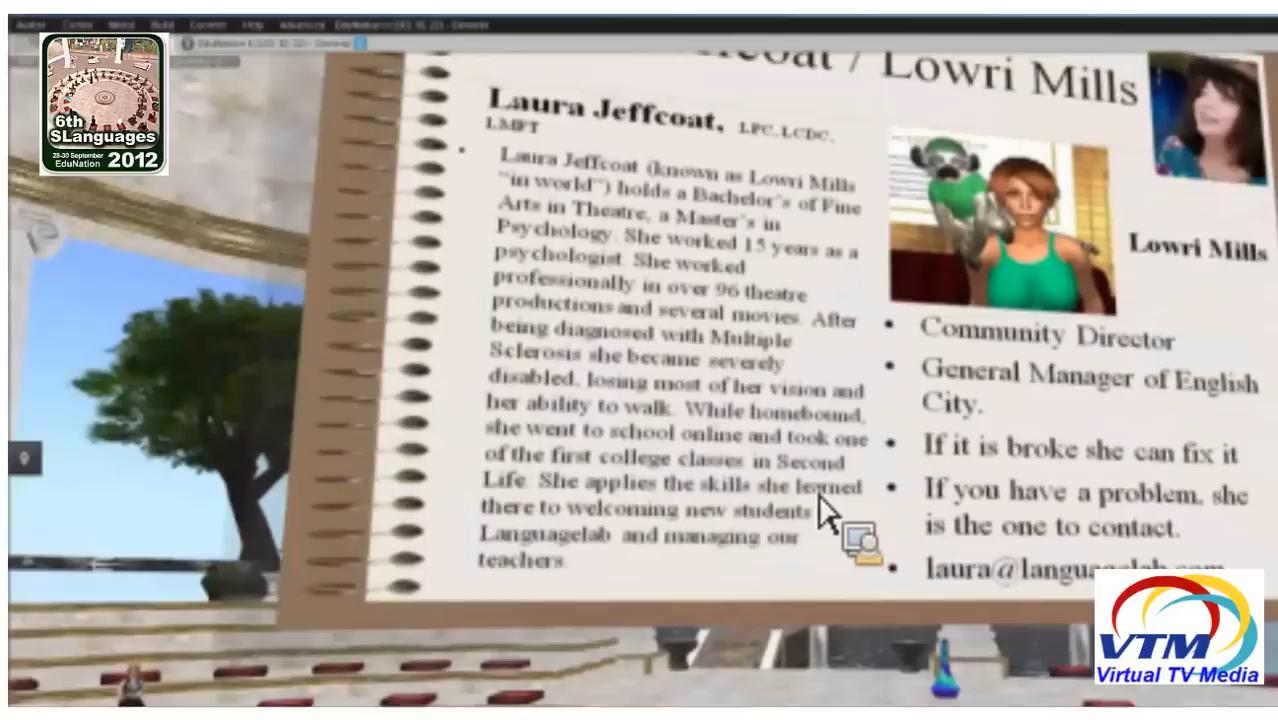 6th
SLanguages
28-30 September
EduNation 2012
/ Lowri Mills
Laura Jeffcoat, LPC, LCDC,
LMFT
• Laura Jeffcoat (known as Lowri Mills
"in world") holds a Bachelor's of Fine
Arts in Theatre, a Master's in
Psychology. She worked 15 years as a
psychologist. She worked
professionally in over 96 theatre
productions and several movies. After
being diagnosed with Multiple
Sclerosis she became severely
disabled, losing most of her vision and
her ability to walk. While homebound,
she went to school online and took one
of the first college classes in Second
Life. She applies the skills she learned
there to welcoming new students
Languagelab and managing our
teachers.
Lowri Mills
• Community Director
• General Manager of English
City.
• If it is broke she can fix it
• If you have a problem, she
is the one to contact.
• laura@languagelab.com
VTM
Virtual TV Media